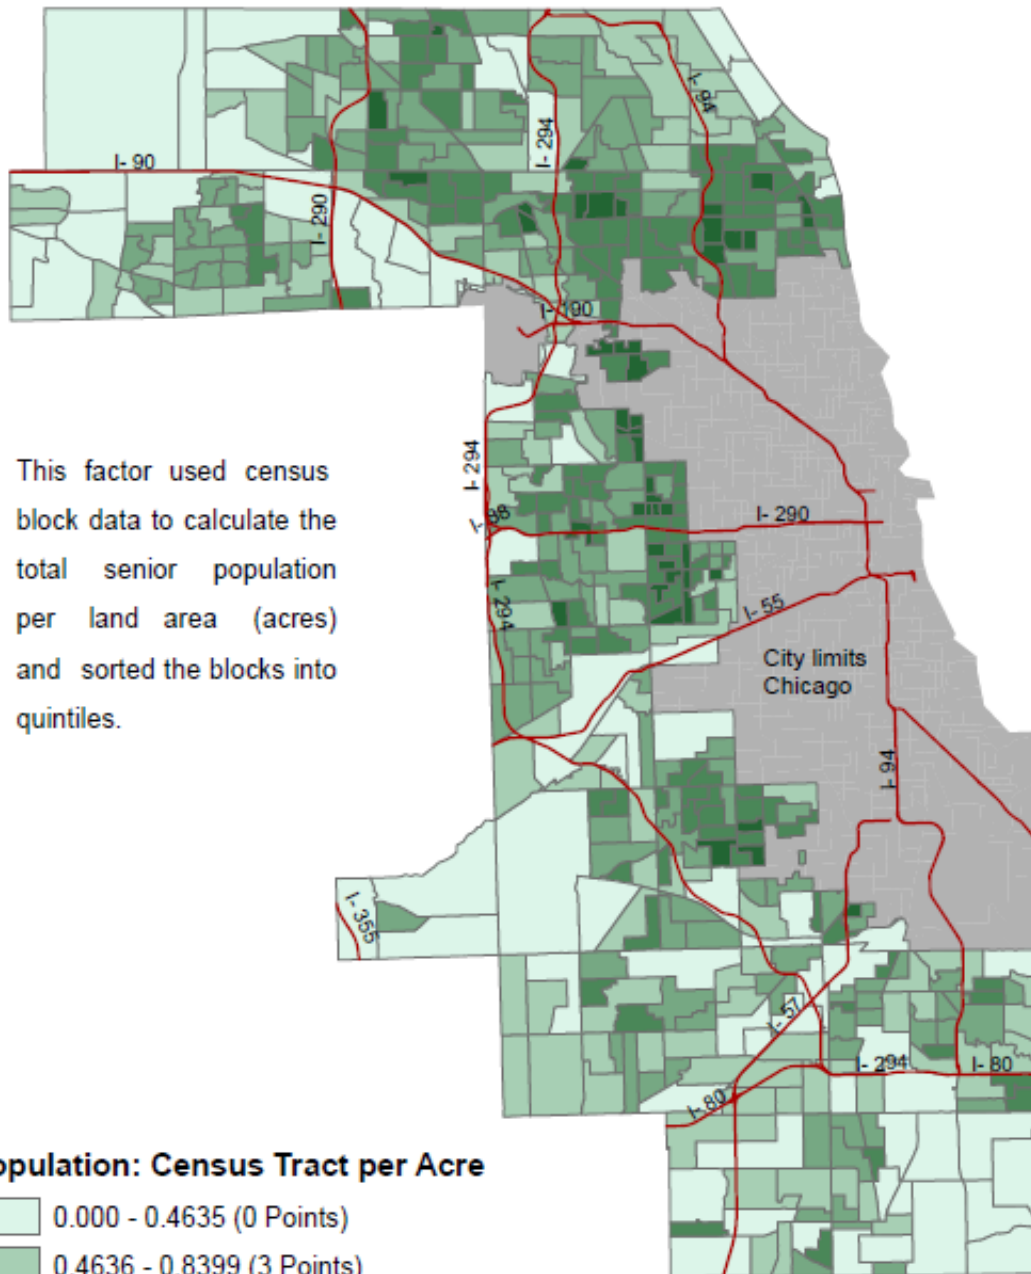 I- 94
I- 294
I- 90
I- 290
I- 190
I- 294
This factor used census
block data to calculate the
total senior population
per land area (acres)
and sorted the blocks into
quintiles.
I- 290
I- 88
I- 294
I- 55
City limits
Chicago
I- 94
I- 355
I- 57
I- 294
I- 80
I- 80
opulation: Census Tract per Acre
0.000 - 0.4635 (0 Points)
0.4636 - 0.8399 (3 Points)